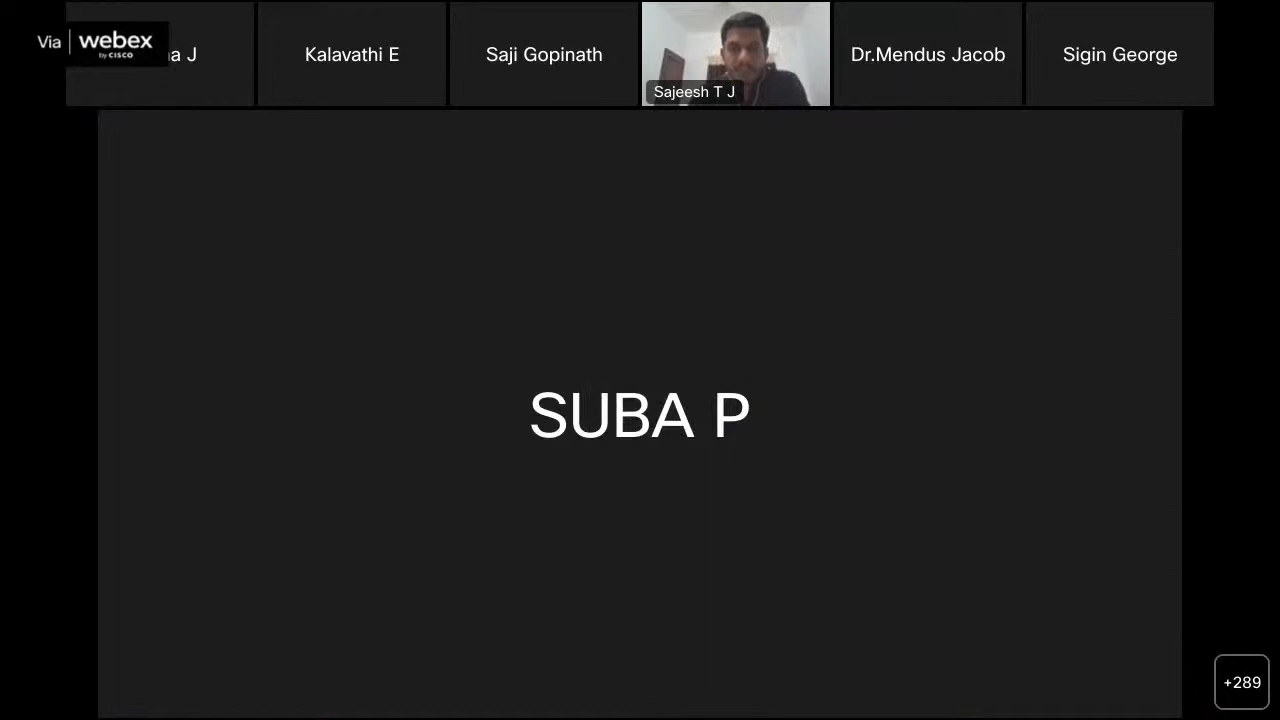 Via webex
by CISCO
a J
Kalavathi E
Saji Gopinath
Sajeesh T J
Dr.Mendus Jacob
Sigin George
SUBA P
+289